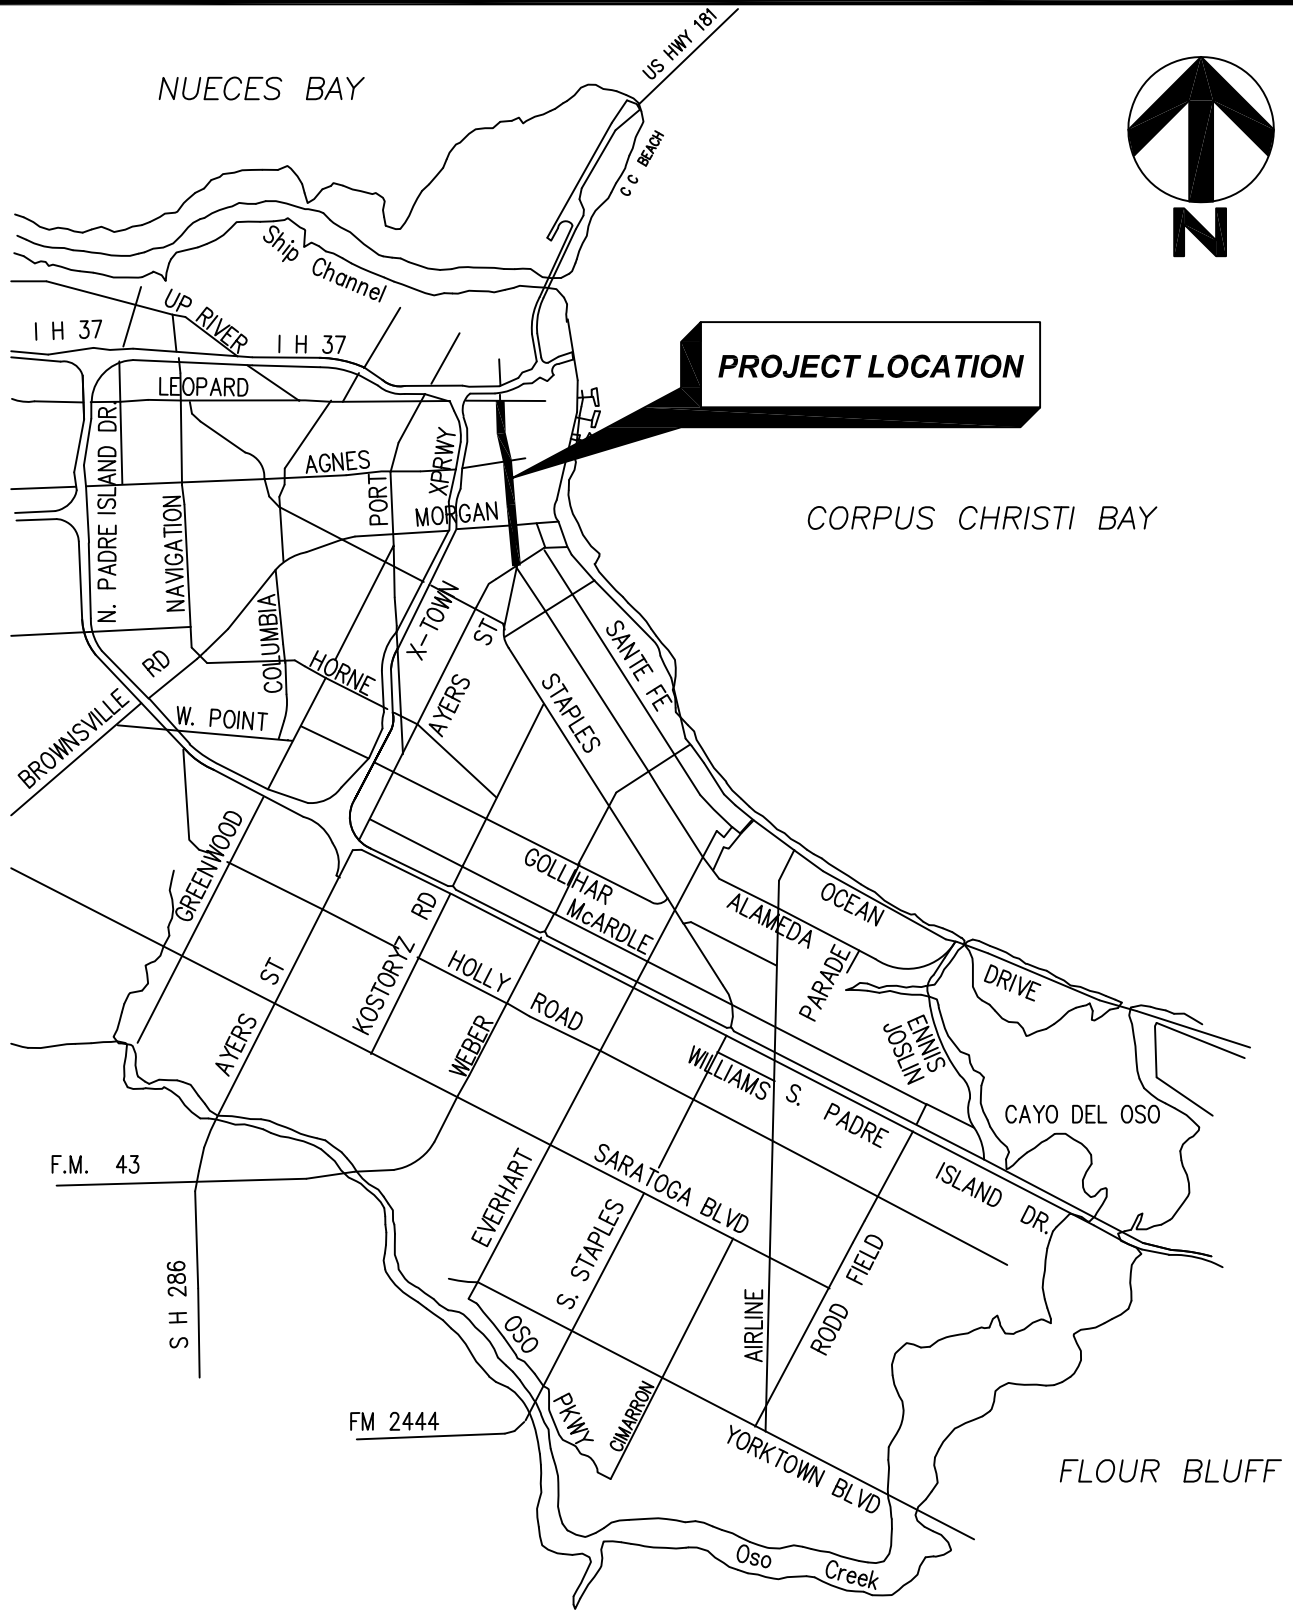 US HWY 181
NUECES BAY
C C BEACH
N
Ship Channel
UP RIVER
I H 37
I H 37
PROJECT LOCATION
LEOPARD
N. PADRE ISLAND DR.
AGNES
XPRWY
PORT
NAVIGATION
MORGAN
CORPUS CHRISTI BAY
COLUMBIA
X-TOWN
AYERS ST
SANTE FE
BROWNSVILLE RD
HORNE
STAPLES
W. POINT
GREENWOOD
GOLLIHAR
McARDLE
ALAMEDA
OCEAN
DRIVE
KOSTORYZ RD
AYERS ST
HOLLY ROAD
PARADE
ENNIS
JOSLIN
WEBER
WILLIAMS
S. PADRE
ISLAND DR.
CAYO DEL OSO
F.M. 43
EVERHART
SARATOGA BLVD
S. STAPLES
S H 286
RODD FIELD
AIRLINE
OSO
PKWY
CIMARRON
FM 2444
YORKTOWN BLVD
FLOUR BLUFF
Oso Creek